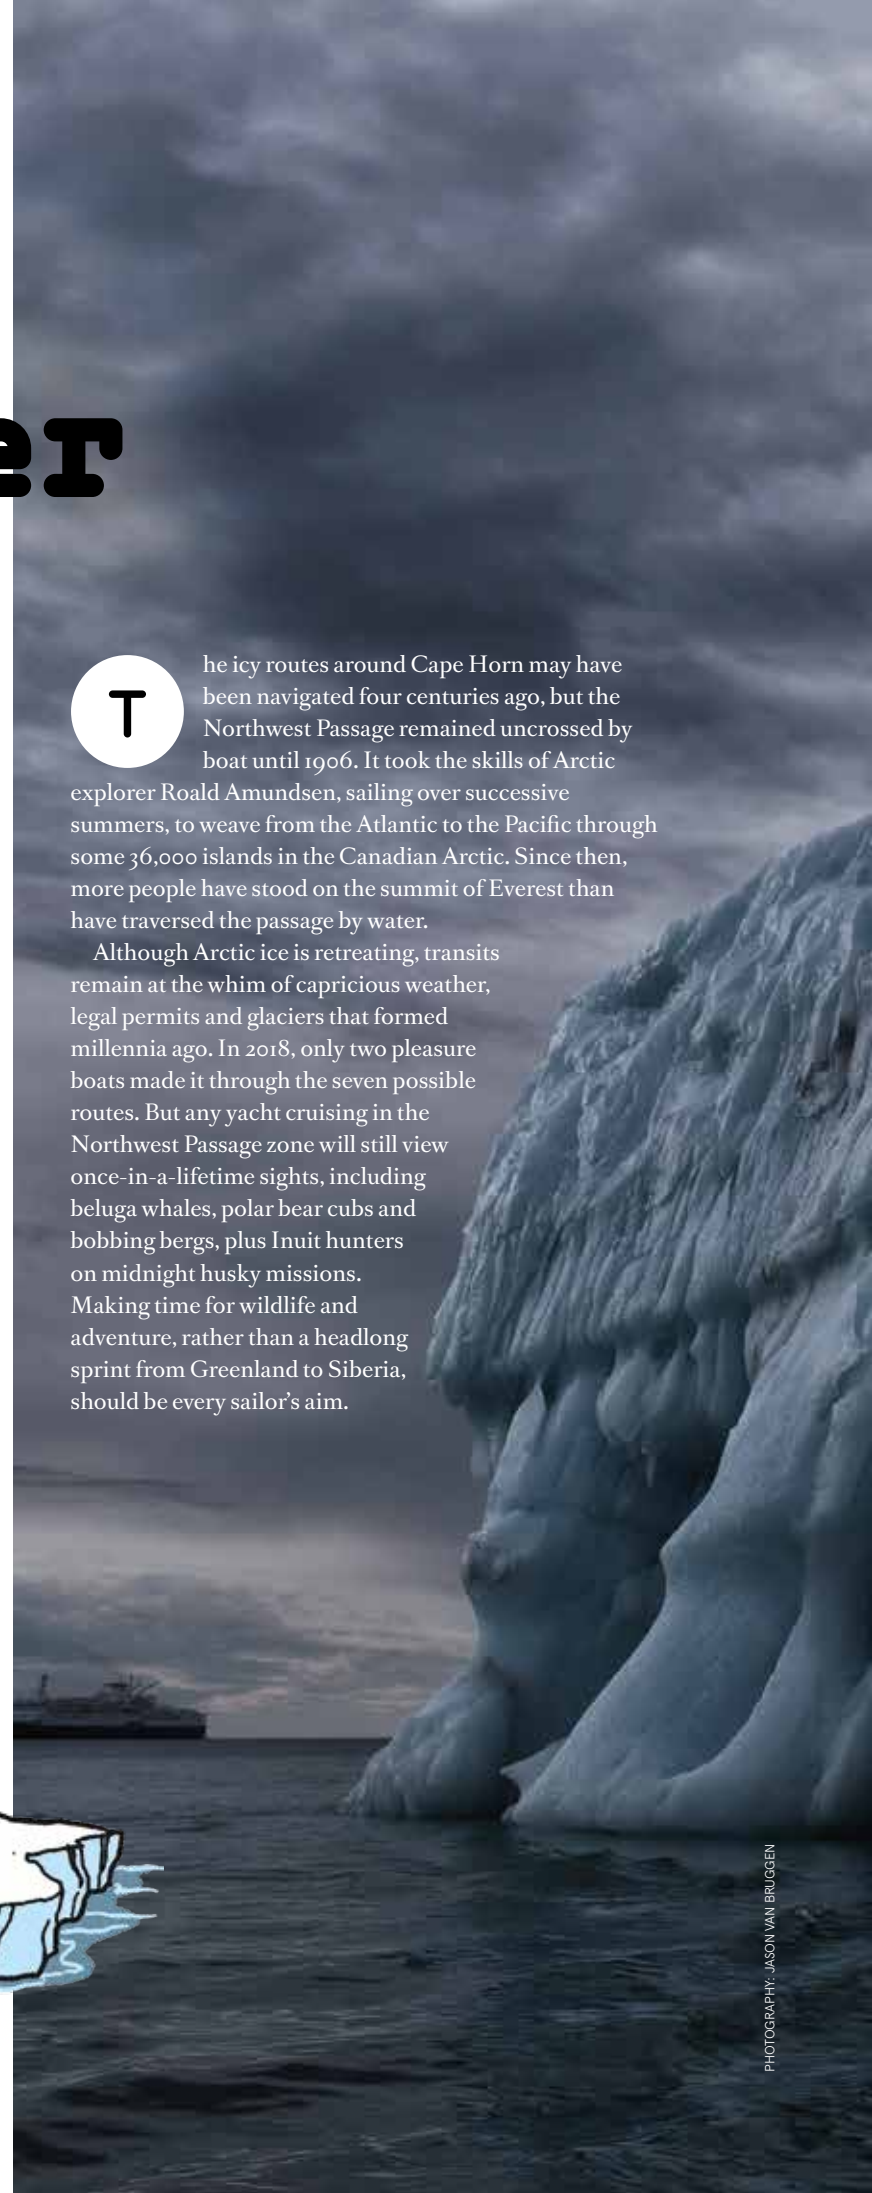 er
The icy routes around Cape Horn may have
been navigated four centuries ago, but the
Northwest Passage remained uncrossed by
boat until 1906. It took the skills of Arctic
explorer Roald Amundsen, sailing over successive
summers, to weave from the Atlantic to the Pacific through
some 36,000 islands in the Canadian Arctic. Since then,
more people have stood on the summit of Everest than
have traversed the passage by water.
Although Arctic ice is retreating, transits
remain at the whim of capricious weather,
legal permits and glaciers that formed
millennia ago. In 2018, only two pleasure
boats made it through the seven possible
routes. But any yacht cruising in the
Northwest Passage zone will still view
once-in-a-lifetime sights, including
beluga whales, polar bear cubs and
bobbing bergs, plus Inuit hunters
on midnight husky missions.
Making time for wildlife and
adventure, rather than a headlong
sprint from Greenland to Siberia,
should be every sailor’s aim.
PHOTOGRAPHY: JASON VAN BRUGGEN